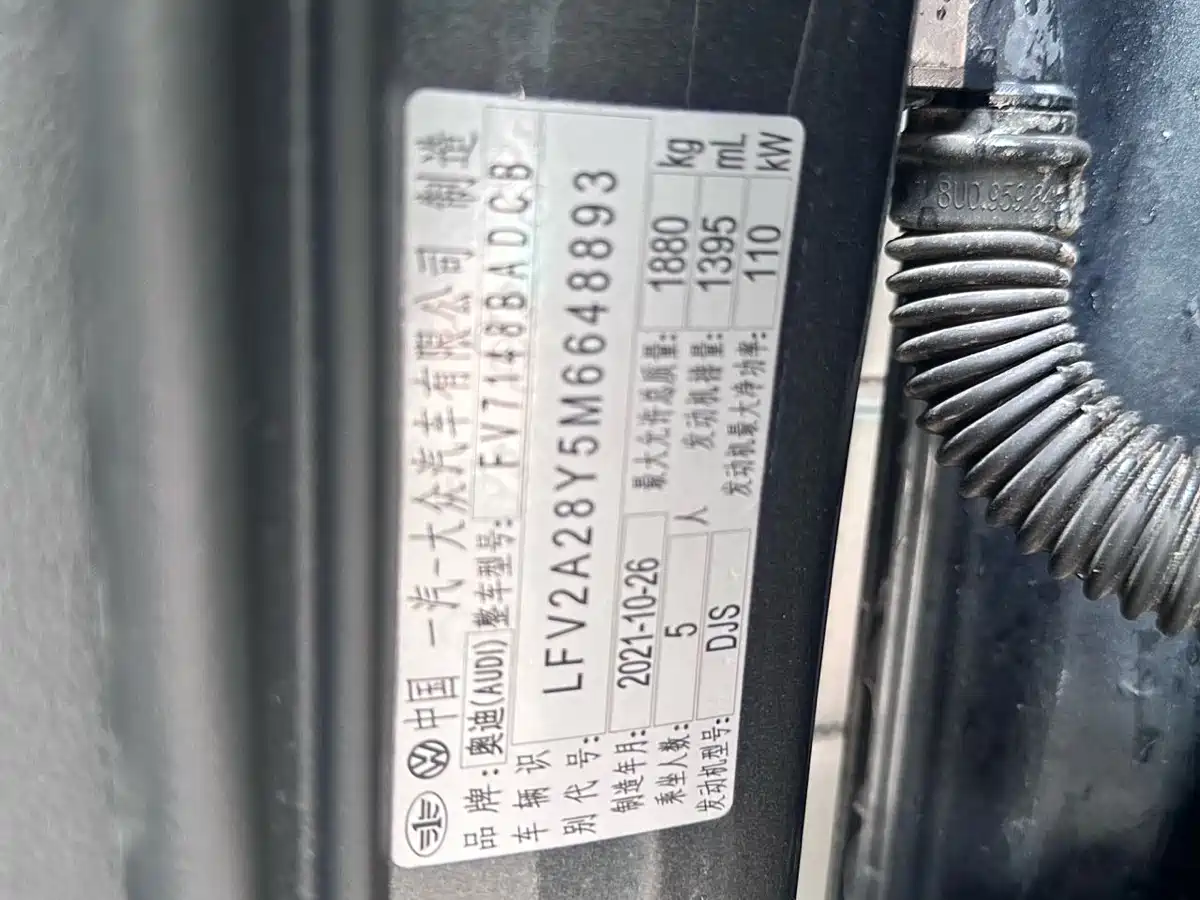 中国 一汽-大众汽车有限公司 制造
品牌: 奥迪(AUDI) 整车型号: FV7148BADCB
车辆识别代号: LFV2A28Y5M6648893
制造年月: 2021-10-26 最大允许总质量: 1880 kg
乘坐人数: 5 人 发动机排量: 1395 mL
发动机型号: DJS 发动机最大净功率: 110 kW
8U0.959.